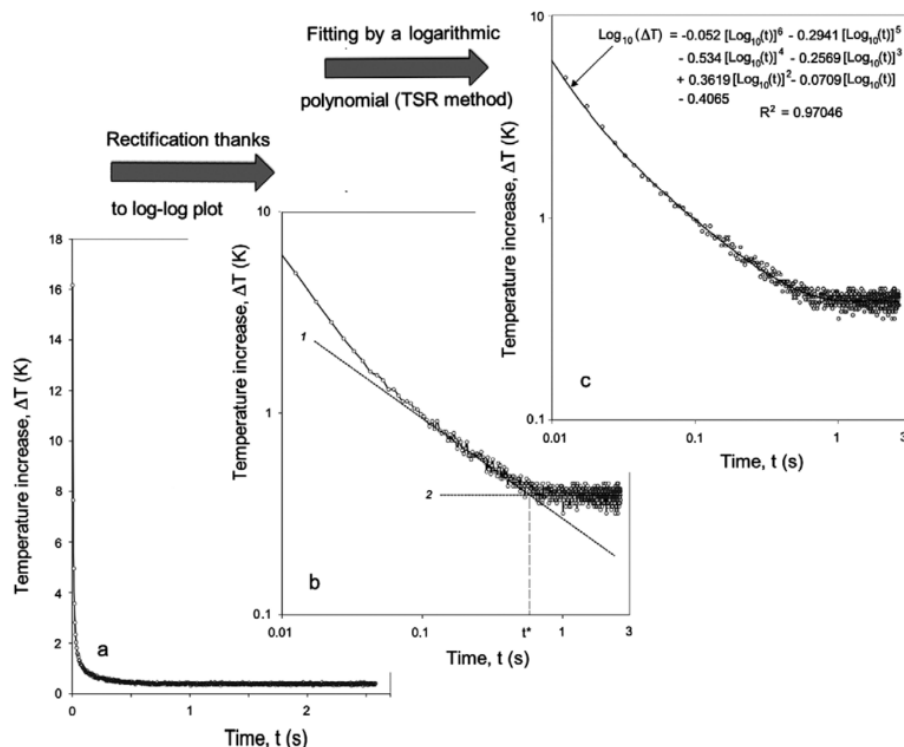 Fitting by a logarithmic
polynomial (TSR method)
Rectification thanks
to log-log plot
Temperature increase, ΔT (K)
18
16
14
12
10
8
6
4
2
0
a
0
1
2
Time, t (s)
Temperature increase, ΔT (K)
10
1
0.1
1
2
b
0.01
0.1
t*
1
3
Time, t (s)
Temperature increase, ΔT (K)
10
1
0.1
Log₁₀(ΔT) = -0.052 [Log₁₀(t)]⁶ - 0.2941 [Log₁₀(t)]⁵
- 0.534 [Log₁₀(t)]⁴ - 0.2569 [Log₁₀(t)]³
+ 0.3619 [Log₁₀(t)]² - 0.0709 [Log₁₀(t)]
- 0.4065
R² = 0.97046
c
0.01
0.1
1
3
Time, t (s)